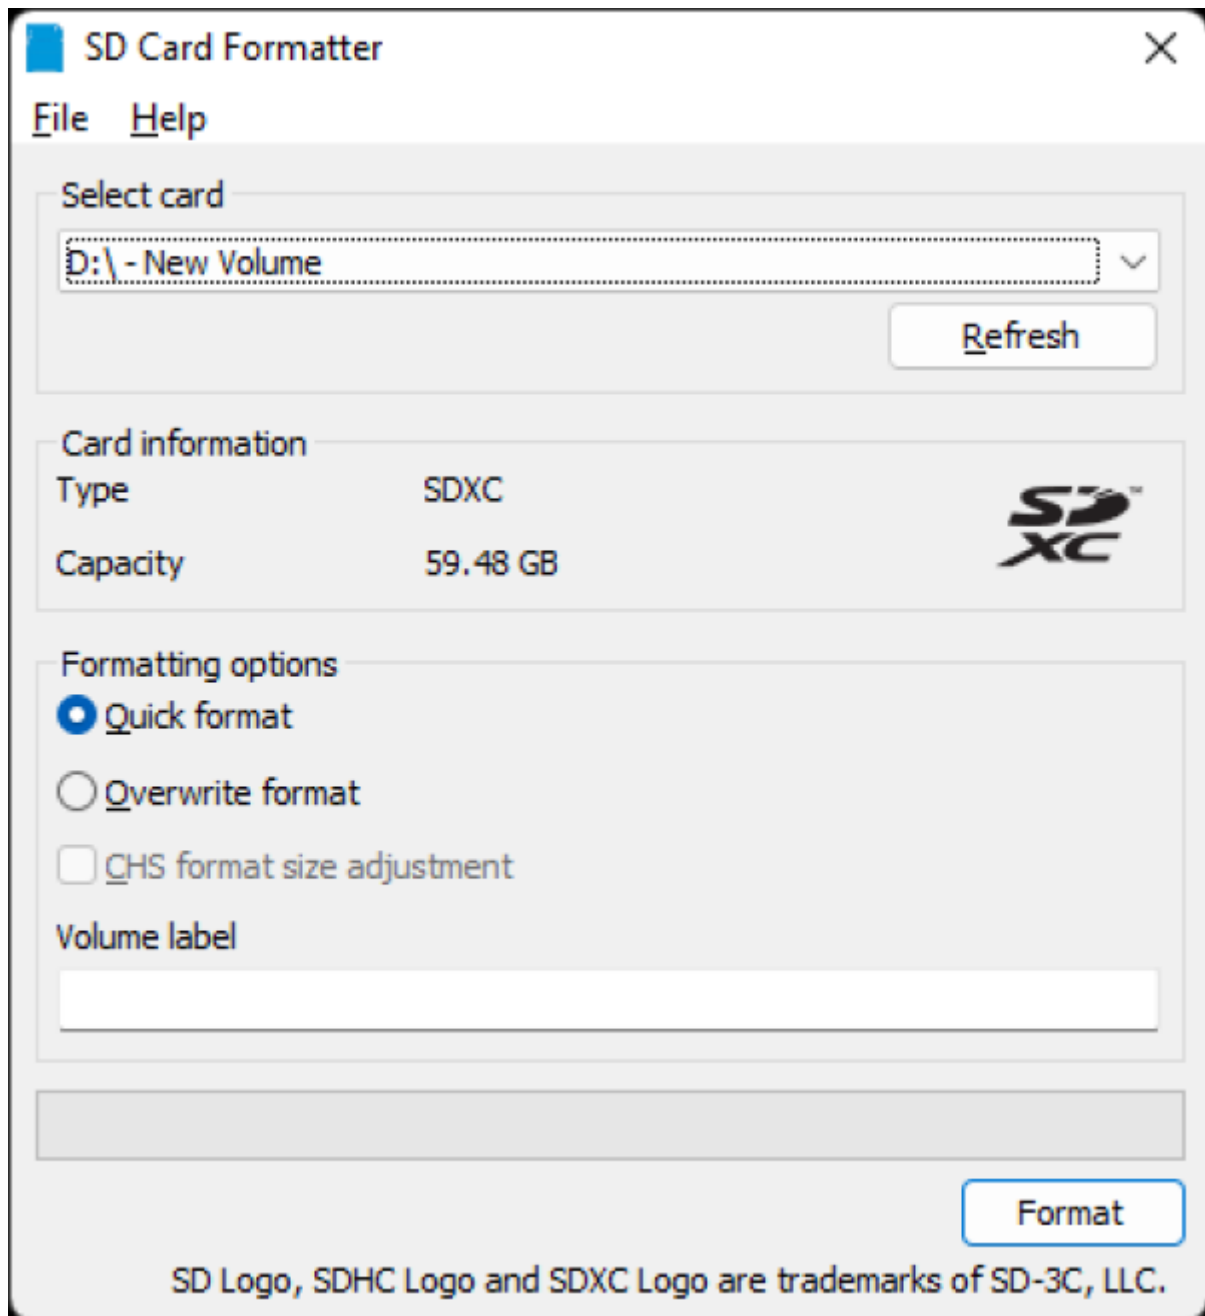 SD Card Formatter
File Help
Select card
D:\ - New Volume
Refresh
Card information
Type SDXC
SD XC ™
Capacity 59.48 GB
Formatting options
Quick format
Overwrite format
CHS format size adjustment
Volume label
Format
SD Logo, SDHC Logo and SDXC Logo are trademarks of SD-3C, LLC.